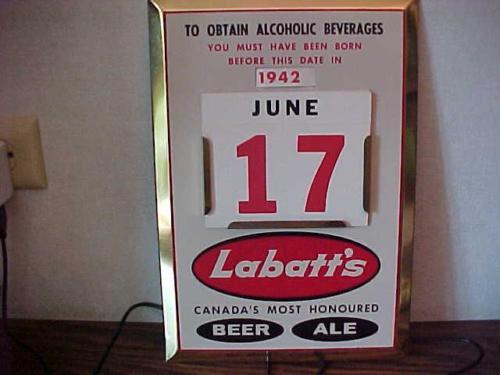 TO OBTAIN ALCOHOLIC BEVERAGES
YOU MUST HAVE BEEN BORN
BEFORE THIS DATE IN
1942
JUNE
17
Labatt's
CANADA'S MOST HONOURED
BEER ALE